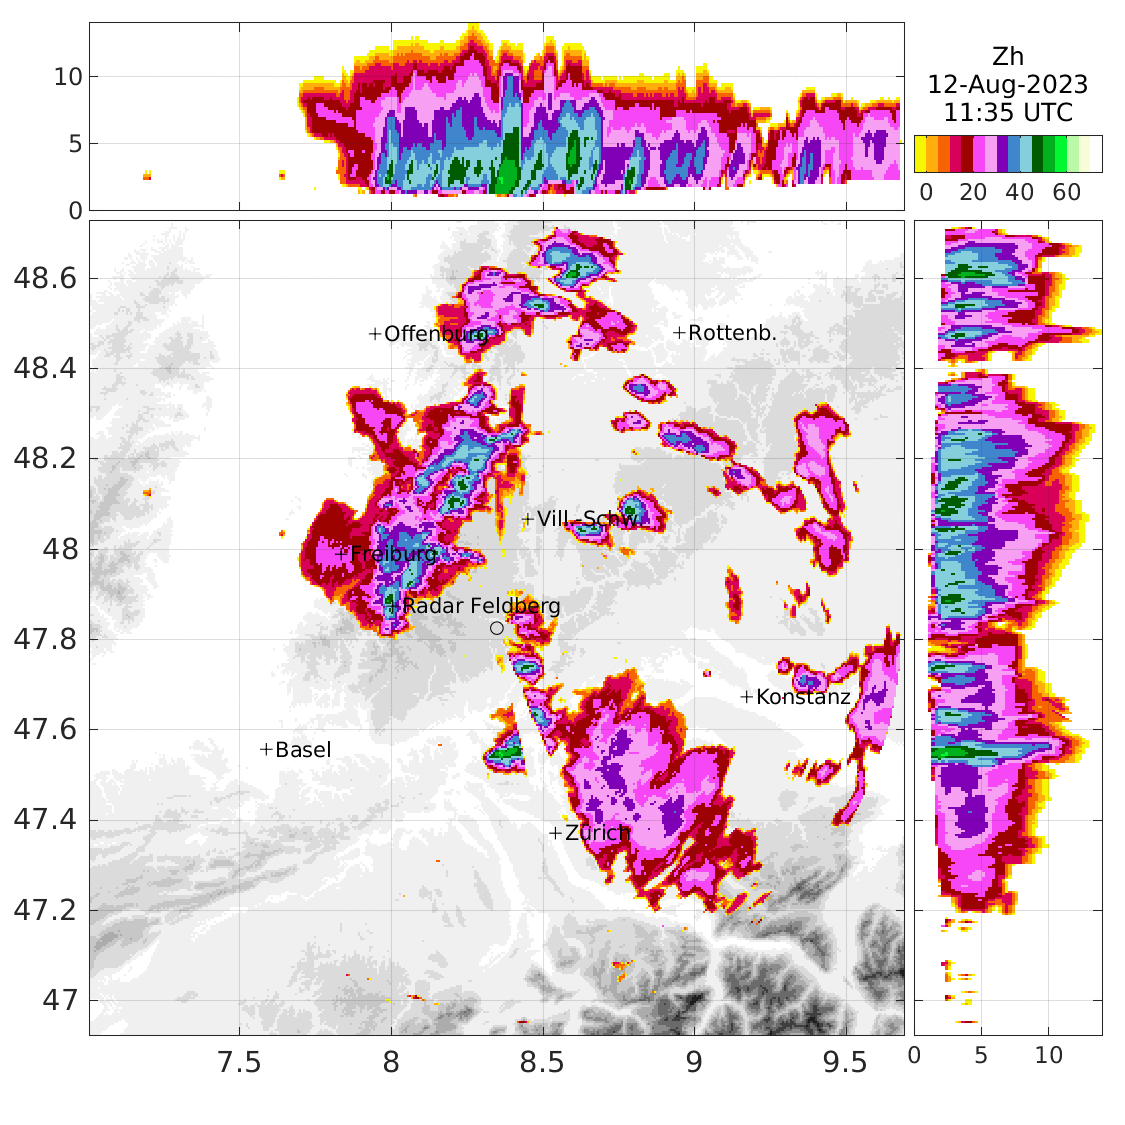 10
5
0
Zh
12-Aug-2023
11:35 UTC
0 20 40 60
48.6
48.4
48.2
48
47.8
47.6
47.4
47.2
47
+Offenburg
+Rottenb.
+Vill.-Schw.
+Freiburg
+Radar Feldberg
+Konstanz
+Basel
+Zürich
7.5 8 8.5 9 9.5
0 5 10